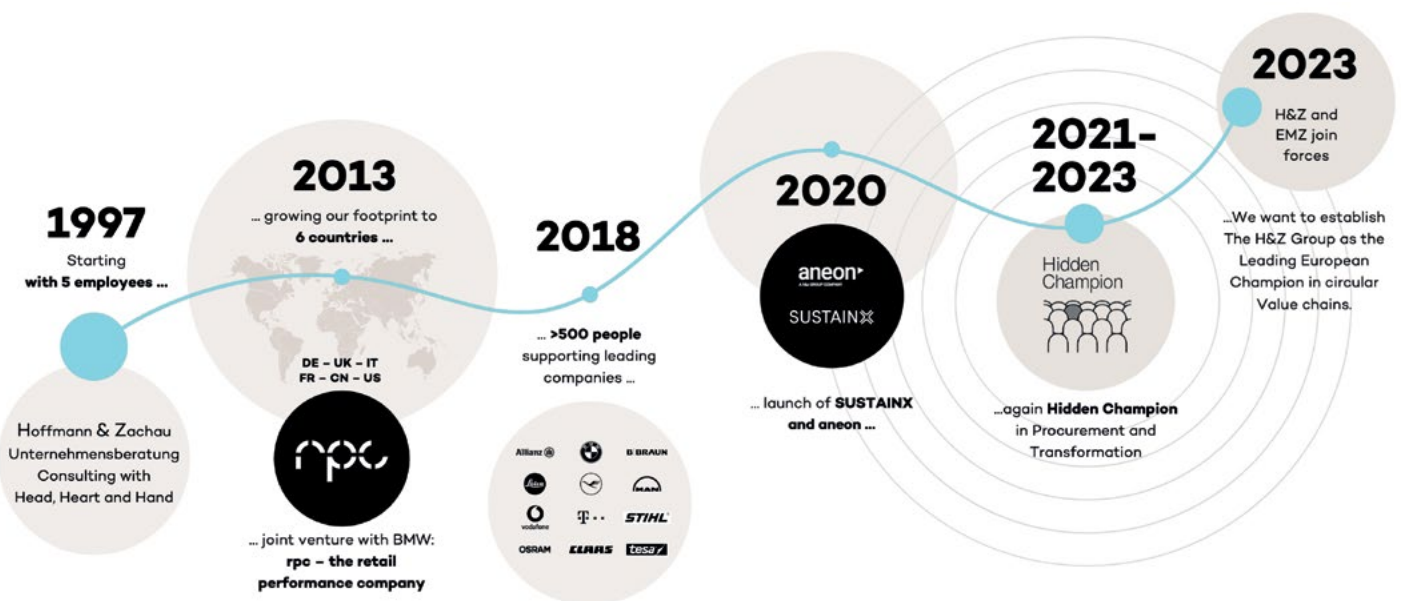 1997
Starting
with 5 employees ...
Hoffmann & Zachau
Unternehmensberatung
Consulting with
Head, Heart and Hand
2013
... growing our footprint to
6 countries ...
DE – UK – IT
FR – CN – US
rpc
... joint venture with BMW:
rpc – the retail
performance company
2018
... >500 people
supporting leading
companies ...
Allianz
BMW
B BRAUN
Leica
MAN
vodafone
T
STIHL
OSRAM
CLAAS
tesa
2020
aneon
A H&Z GROUP COMPANY
SUSTAINX
... launch of SUSTAINX
and aneon ...
2021-
2023
Hidden
Champion
...again Hidden Champion
in Procurement and
Transformation
2023
H&Z and
EMZ join
forces
...We want to establish
The H&Z Group as the
Leading European
Champion in circular
Value chains.